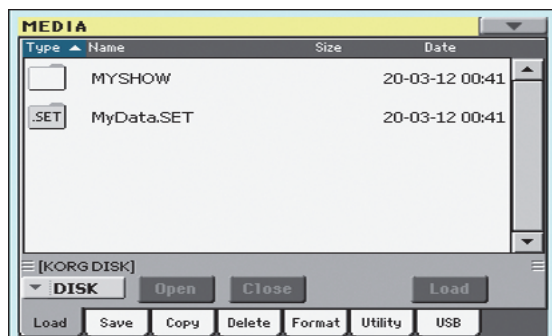 MEDIA
Type Name Size Date
MYSHOW 20-03-12 00:41
.SET MyData.SET 20-03-12 00:41
[KORG DISK]
DISK Open Close Load
Load Save Copy Delete Format Utility USB